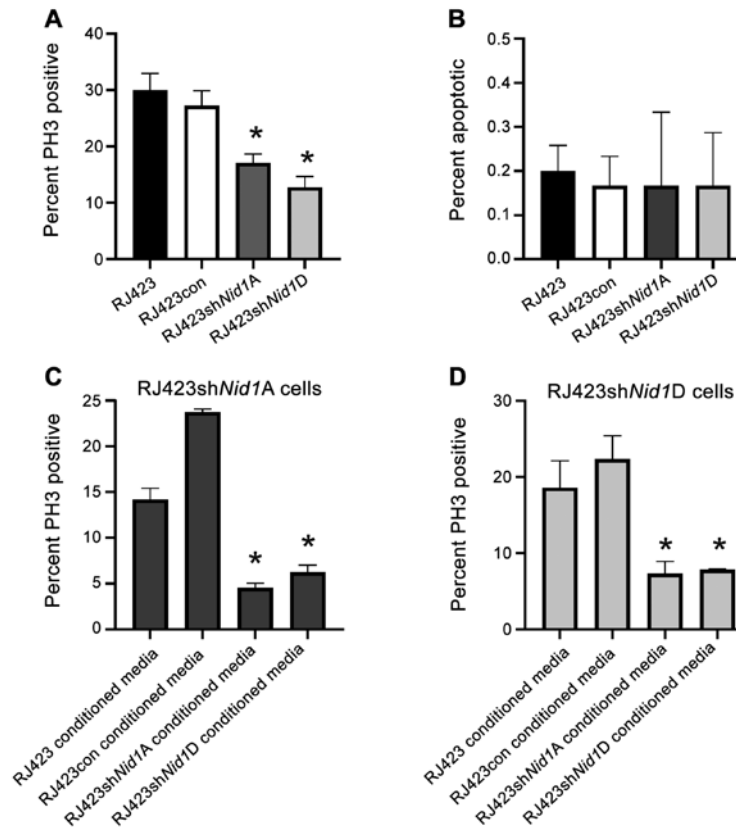 A
Percent PH3 positive
40
30
20
10
0
*
*
RJ423
RJ423con
RJ423shNid1A
RJ423shNid1D
B
Percent apoptotic
0.5
0.4
0.3
0.2
0.1
0.0
RJ423
RJ423con
RJ423shNid1A
RJ423shNid1D
C
RJ423shNid1A cells
Percent PH3 positive
25
20
15
10
5
0
*
*
RJ423 conditioned media
RJ423con conditioned media
RJ423shNid1A conditioned media
RJ423shNid1D conditioned media
D
RJ423shNid1D cells
Percent PH3 positive
30
20
10
0
*
*
RJ423 conditioned media
RJ423con conditioned media
RJ423shNid1A conditioned media
RJ423shNid1D conditioned media